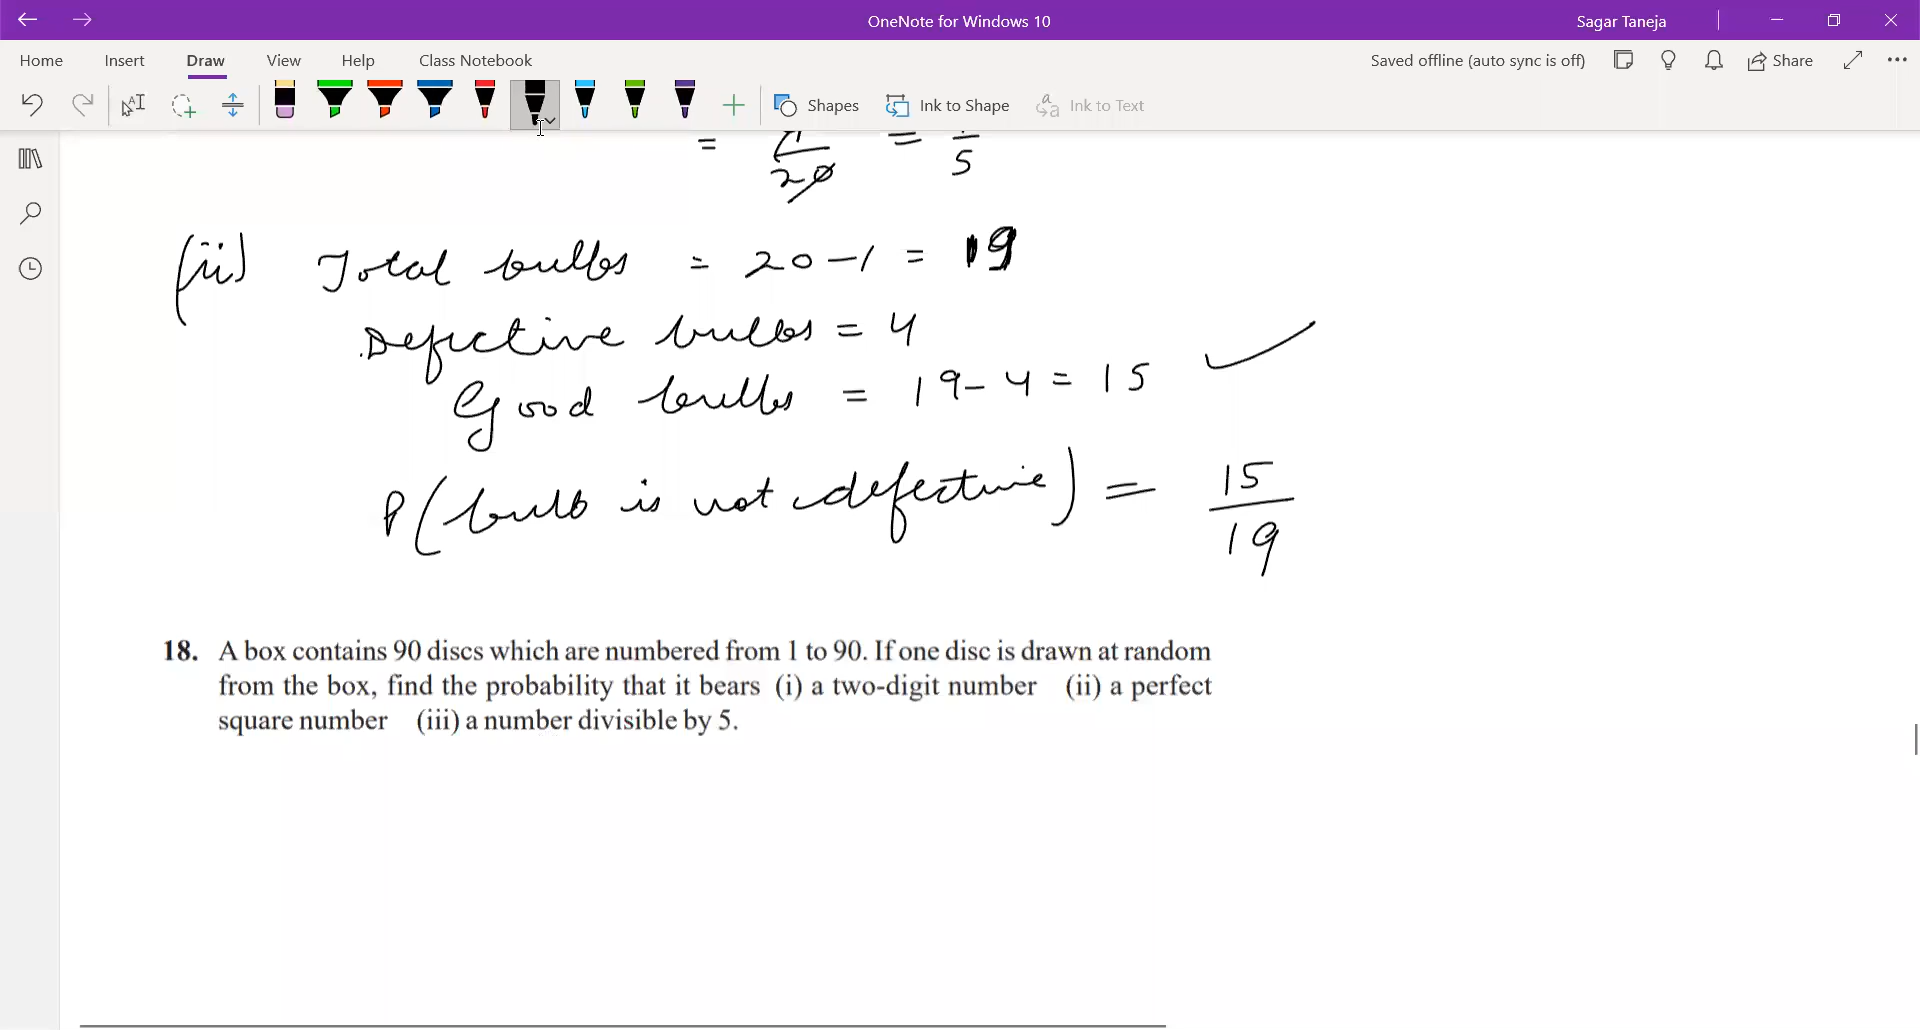 OneNote for Windows 10
Sagar Taneja
Home Insert Draw View Help Class Notebook
Saved offline (auto sync is off) Share
Shapes Ink to Shape Ink to Text
= 20 = 5
(ii) Total bulbs = 20-1 = 19
Defective bulbs = 4
Good bulbs = 19-4 = 15
P(bulb is not defective) = 15/19
18. A box contains 90 discs which are numbered from 1 to 90. If one disc is drawn at random
from the box, find the probability that it bears (i) a two-digit number (ii) a perfect
square number (iii) a number divisible by 5.